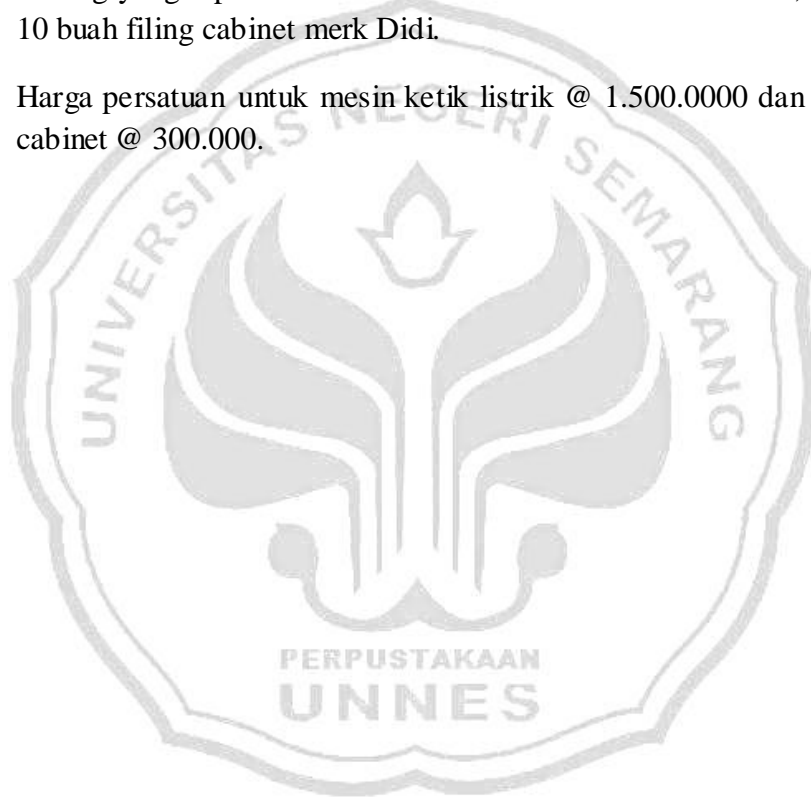 10 buah filing cabinet merk Didi.
Harga persatuan untuk mesin ketik listrik @ 1.500.0000 dan
cabinet @ 300.000.
UNIVERSITAS NEGERI SEMARANG
PERPUSTAKAAN
UNNES